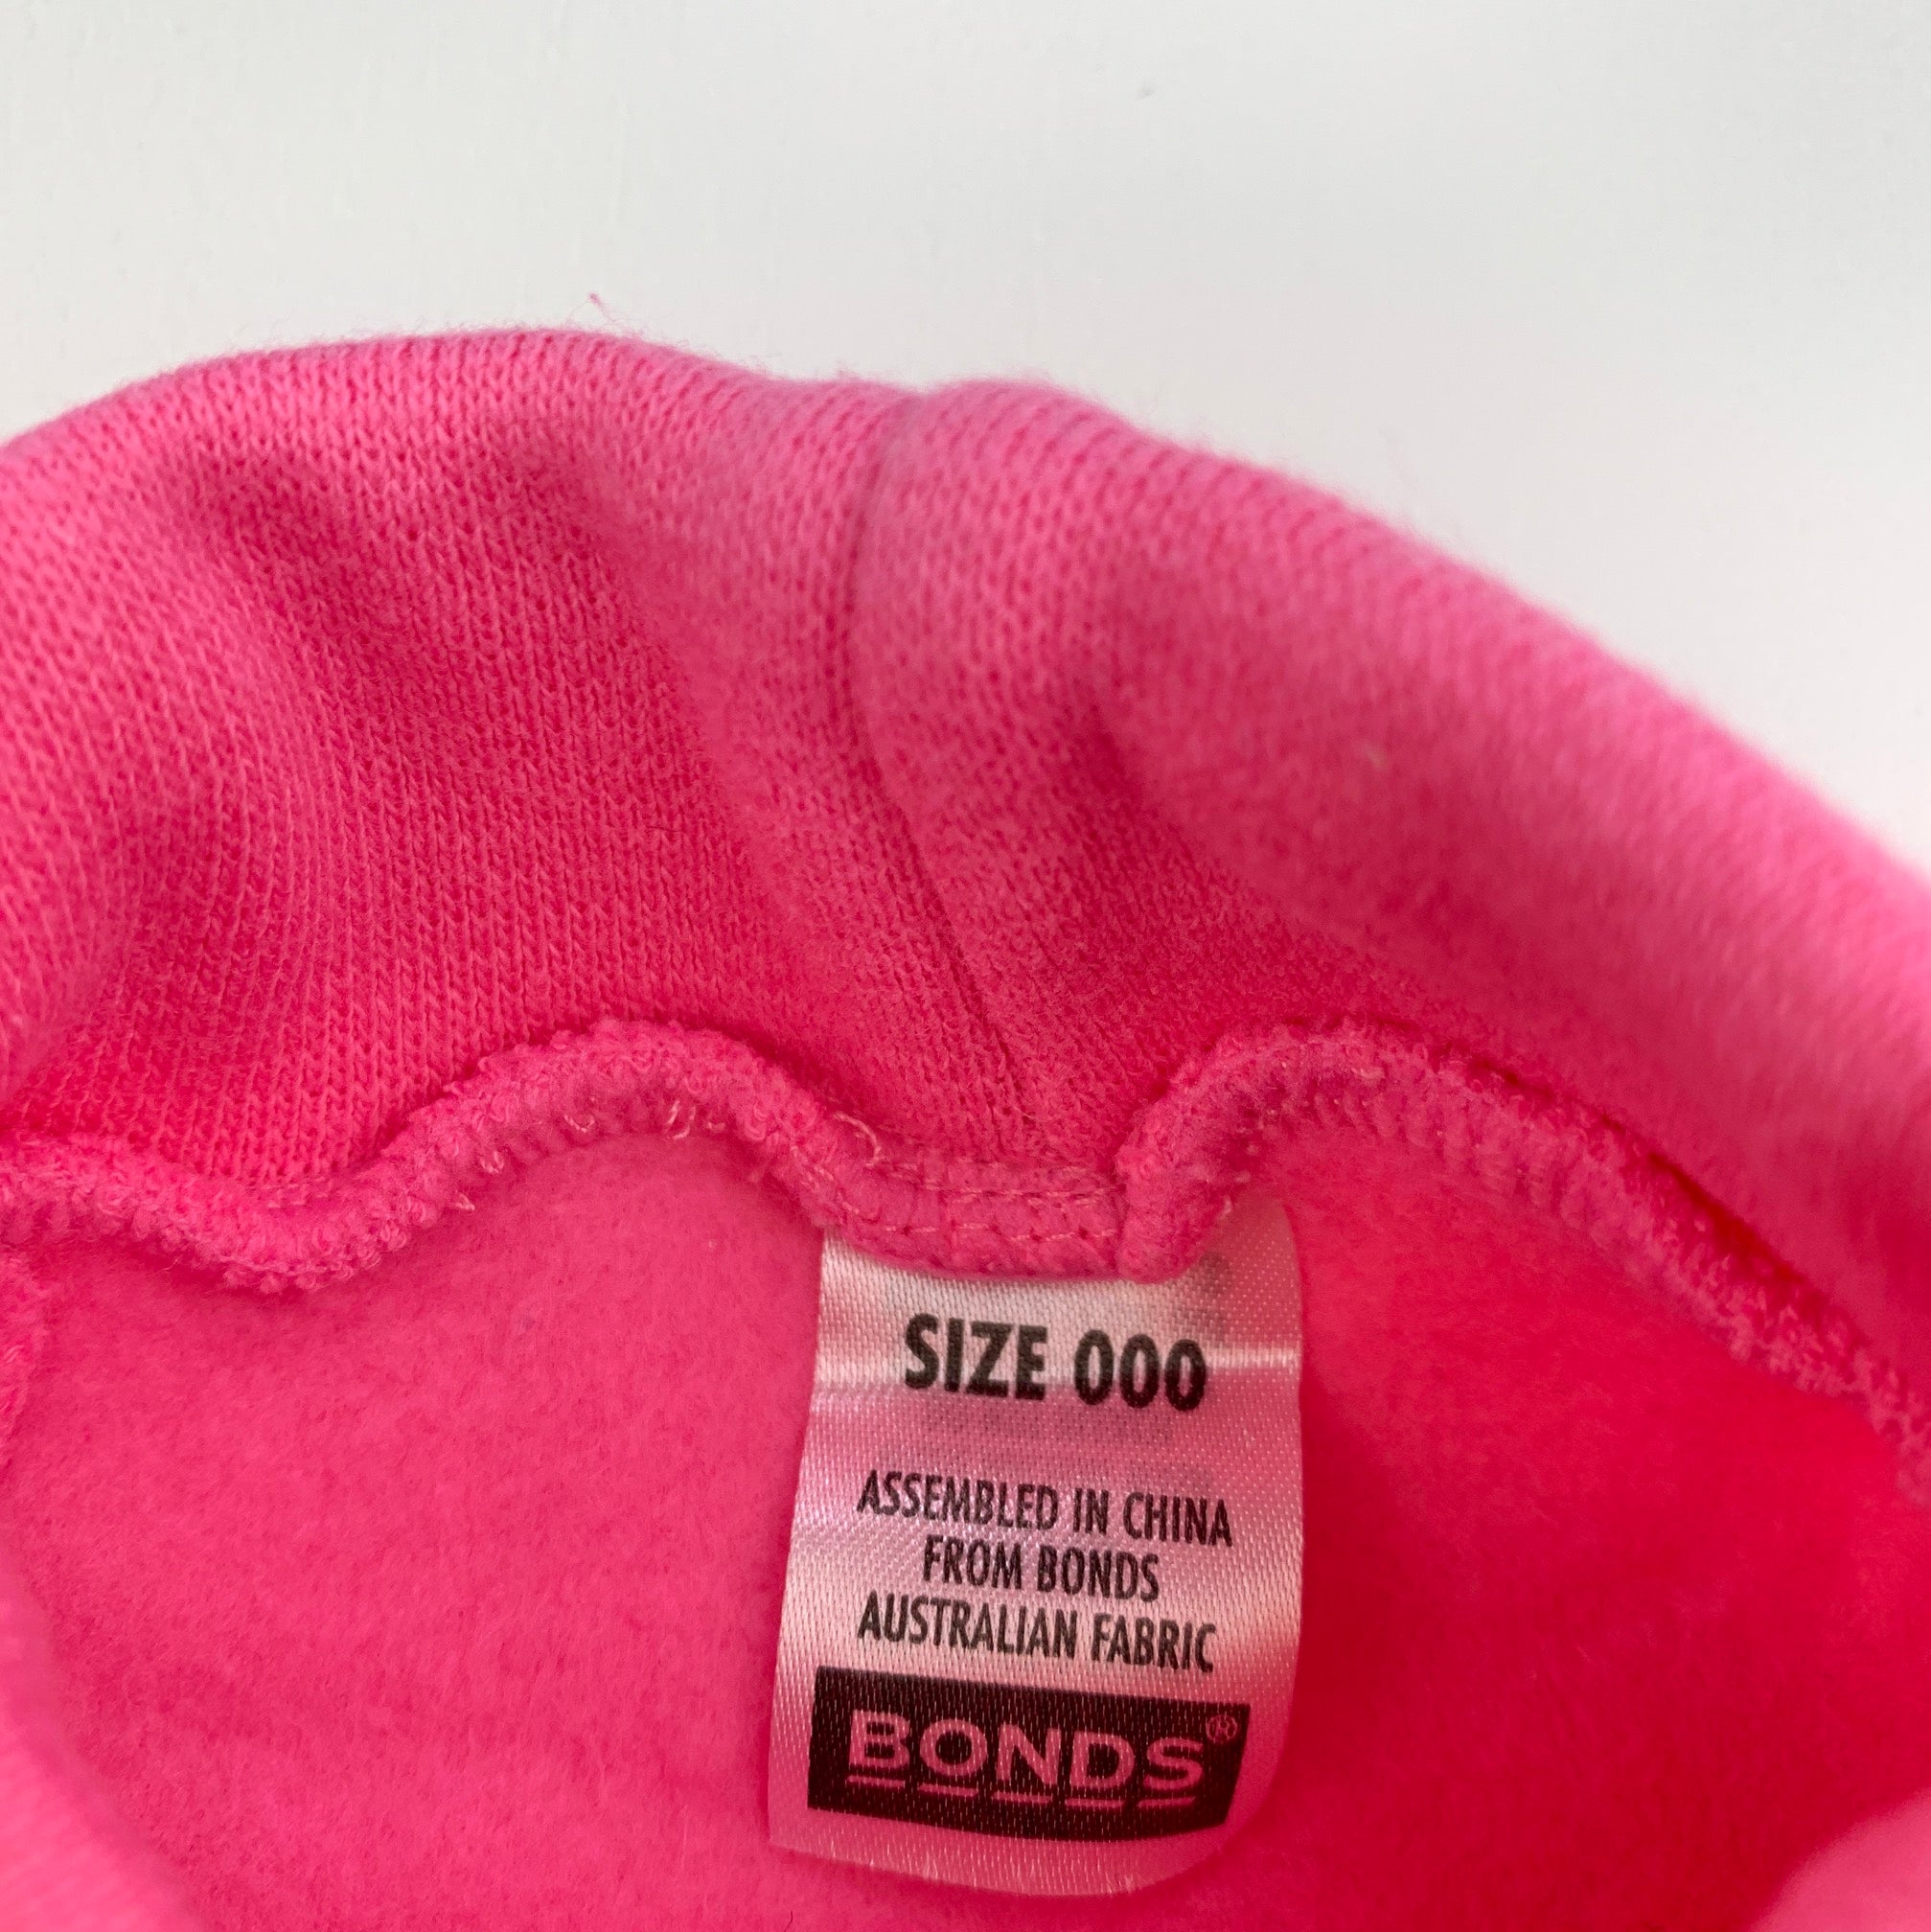 SIZE 000
ASSEMBLED IN CHINA
FROM BONDS
AUSTRALIAN FABRIC
BONDS®